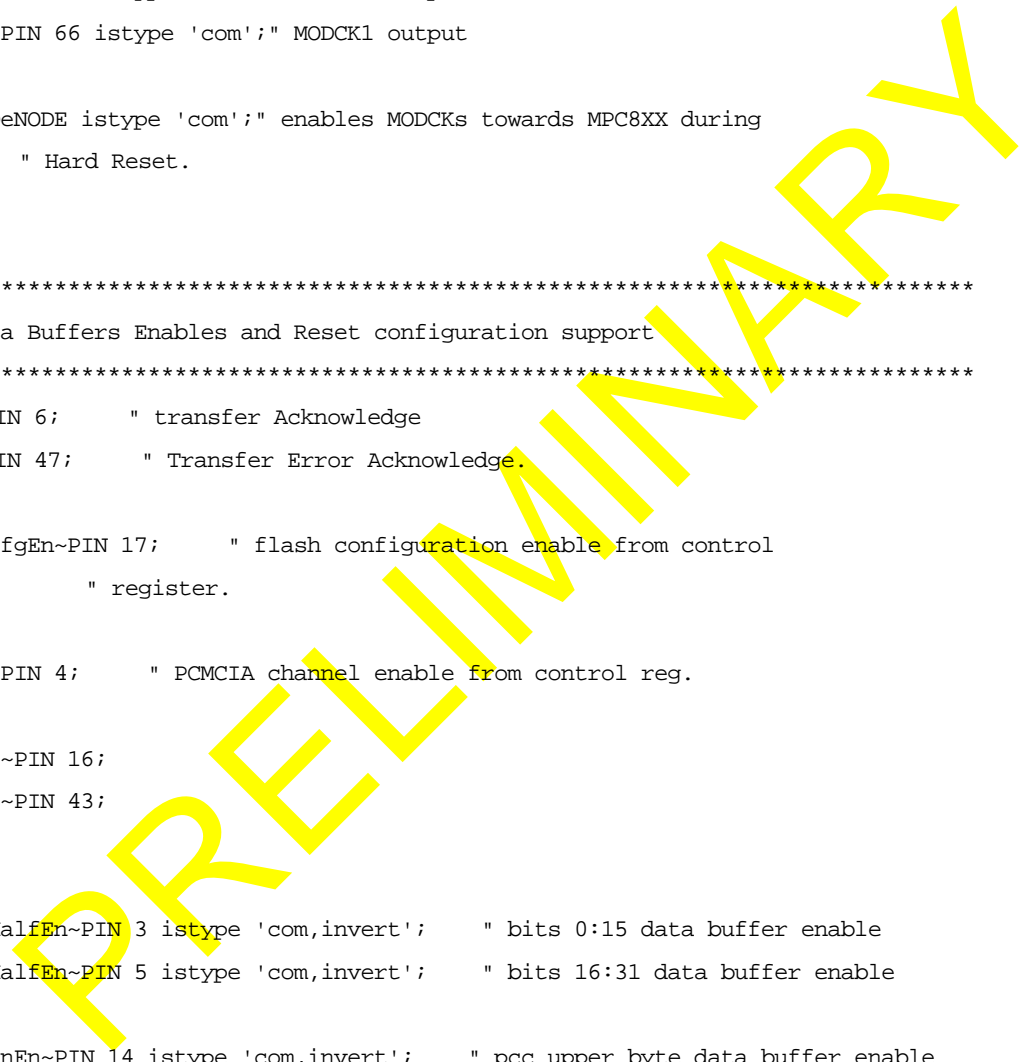 PIN 66 istype 'com';" MODCK1 output
eNODE istype 'com';" enables MODCKs towards MPC8XX during
" Hard Reset.
*************************************************************************
a Buffers Enables and Reset configuration support
*************************************************************************
IN 6; " transfer Acknowledge
IN 47; " Transfer Error Acknowledge.
fgEn~PIN 17; " flash configuration enable from control
" register.
PIN 4; " PCMCIA channel enable from control reg.
~PIN 16;
~PIN 43;
alfEn~PIN 3 istype 'com,invert'; " bits 0:15 data buffer enable
alfEn~PIN 5 istype 'com,invert'; " bits 16:31 data buffer enable
nEn~PIN 14 istype 'com,invert'; " pcc upper byte data buffer enable
PRELIMINARY